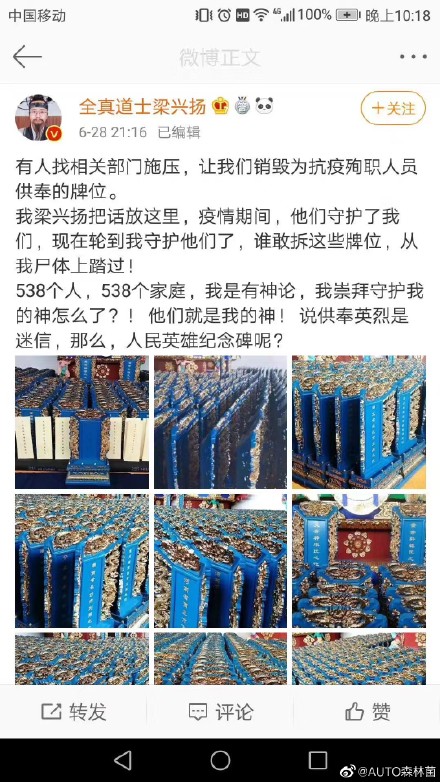 中国移动
HD 4G 100% 晚上10:18
微博正文
全真道士梁兴扬
6-28 21:16 已编辑
+关注
有人找相关部门施压，让我们销毁为抗疫殉职人员
供奉的牌位。
我梁兴扬把话放这里，疫情期间，他们守护了我
们，现在轮到我守护他们了，谁敢拆这些牌位，从
我尸体上踏过！
538个人，538个家庭，我是有神论，我崇拜守护我
的神怎么了？！他们就是我的神！说供奉英烈是
迷信，那么，人民英雄纪念碑呢？
转发
评论
赞
@AUTO森林菌